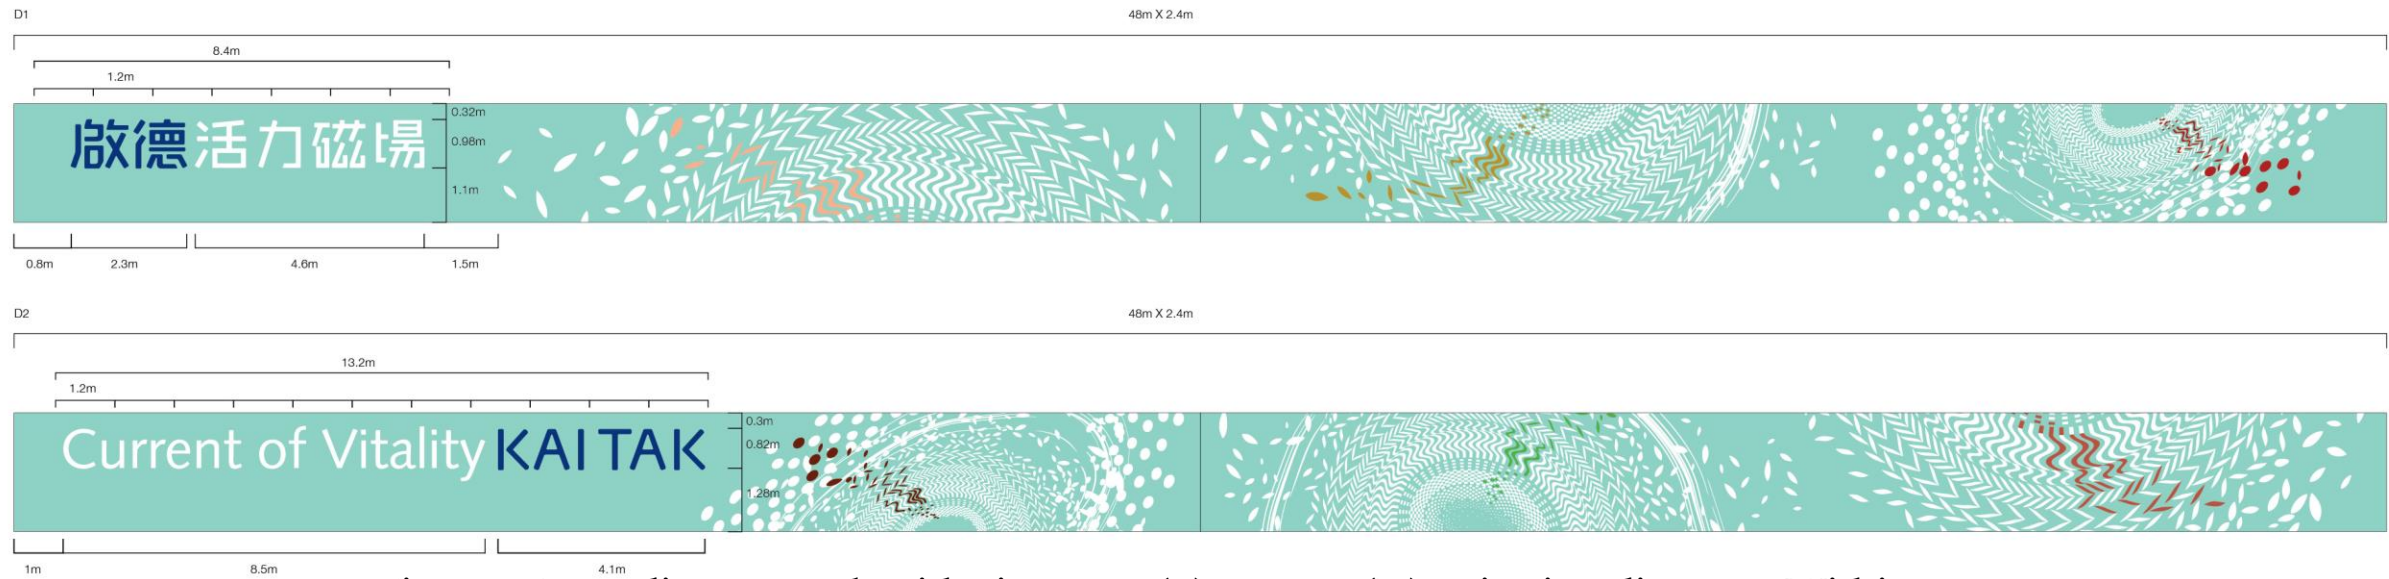 D1
48m X 2.4m
8.4m
1.2m
啟德活力磁場
0.32m
0.98m
1.1m
0.8m
2.3m
4.6m
1.5m
D2
48m X 2.4m
13.2m
1.2m
Current of Vitality KAI TAK
0.3m
0.82m
1.28m
1m
8.5m
4.1m